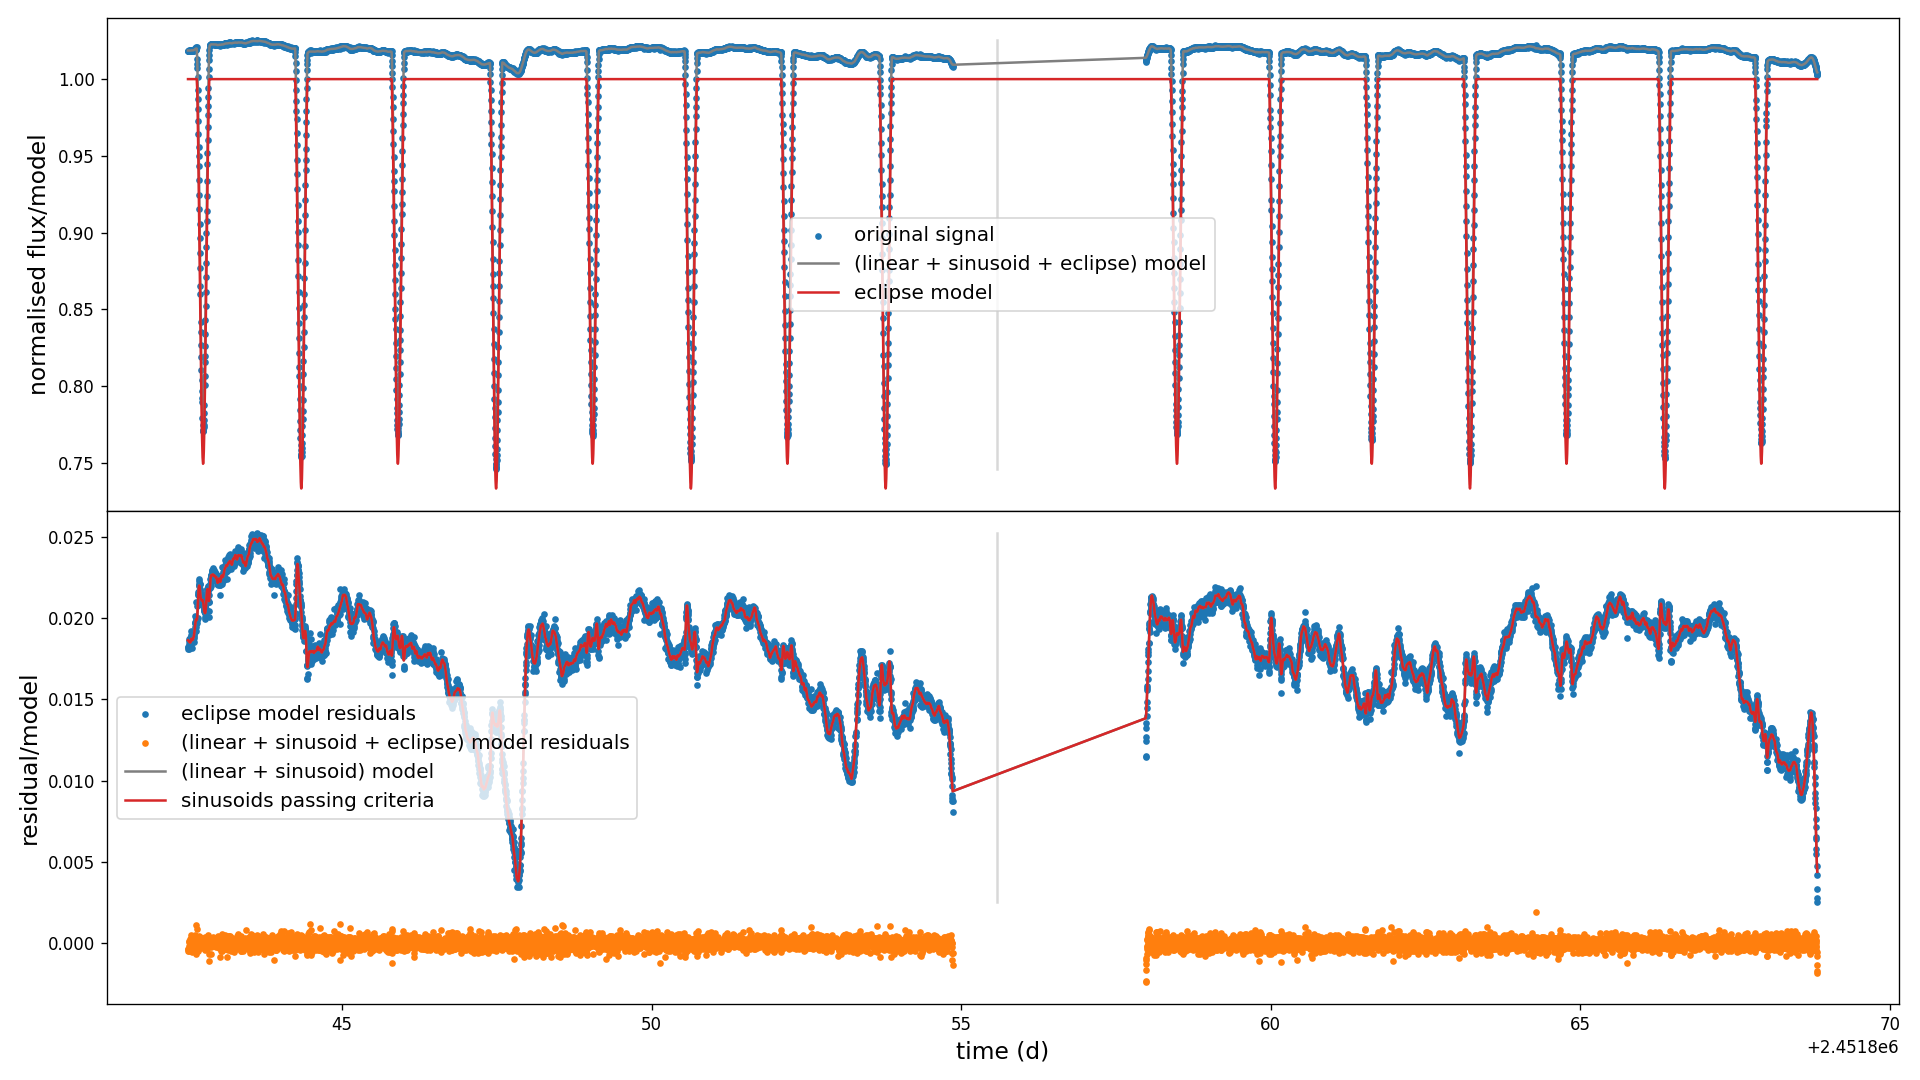 normalised flux/model
1.00
0.95
0.90
0.85
0.80
0.75
original signal
(linear + sinusoid + eclipse) model
eclipse model
residual/model
0.025
0.020
0.015
0.010
0.005
0.000
eclipse model residuals
(linear + sinusoid + eclipse) model residuals
(linear + sinusoid) model
sinusoids passing criteria
45
50
55
60
65
70
time (d)
+2.4518e6